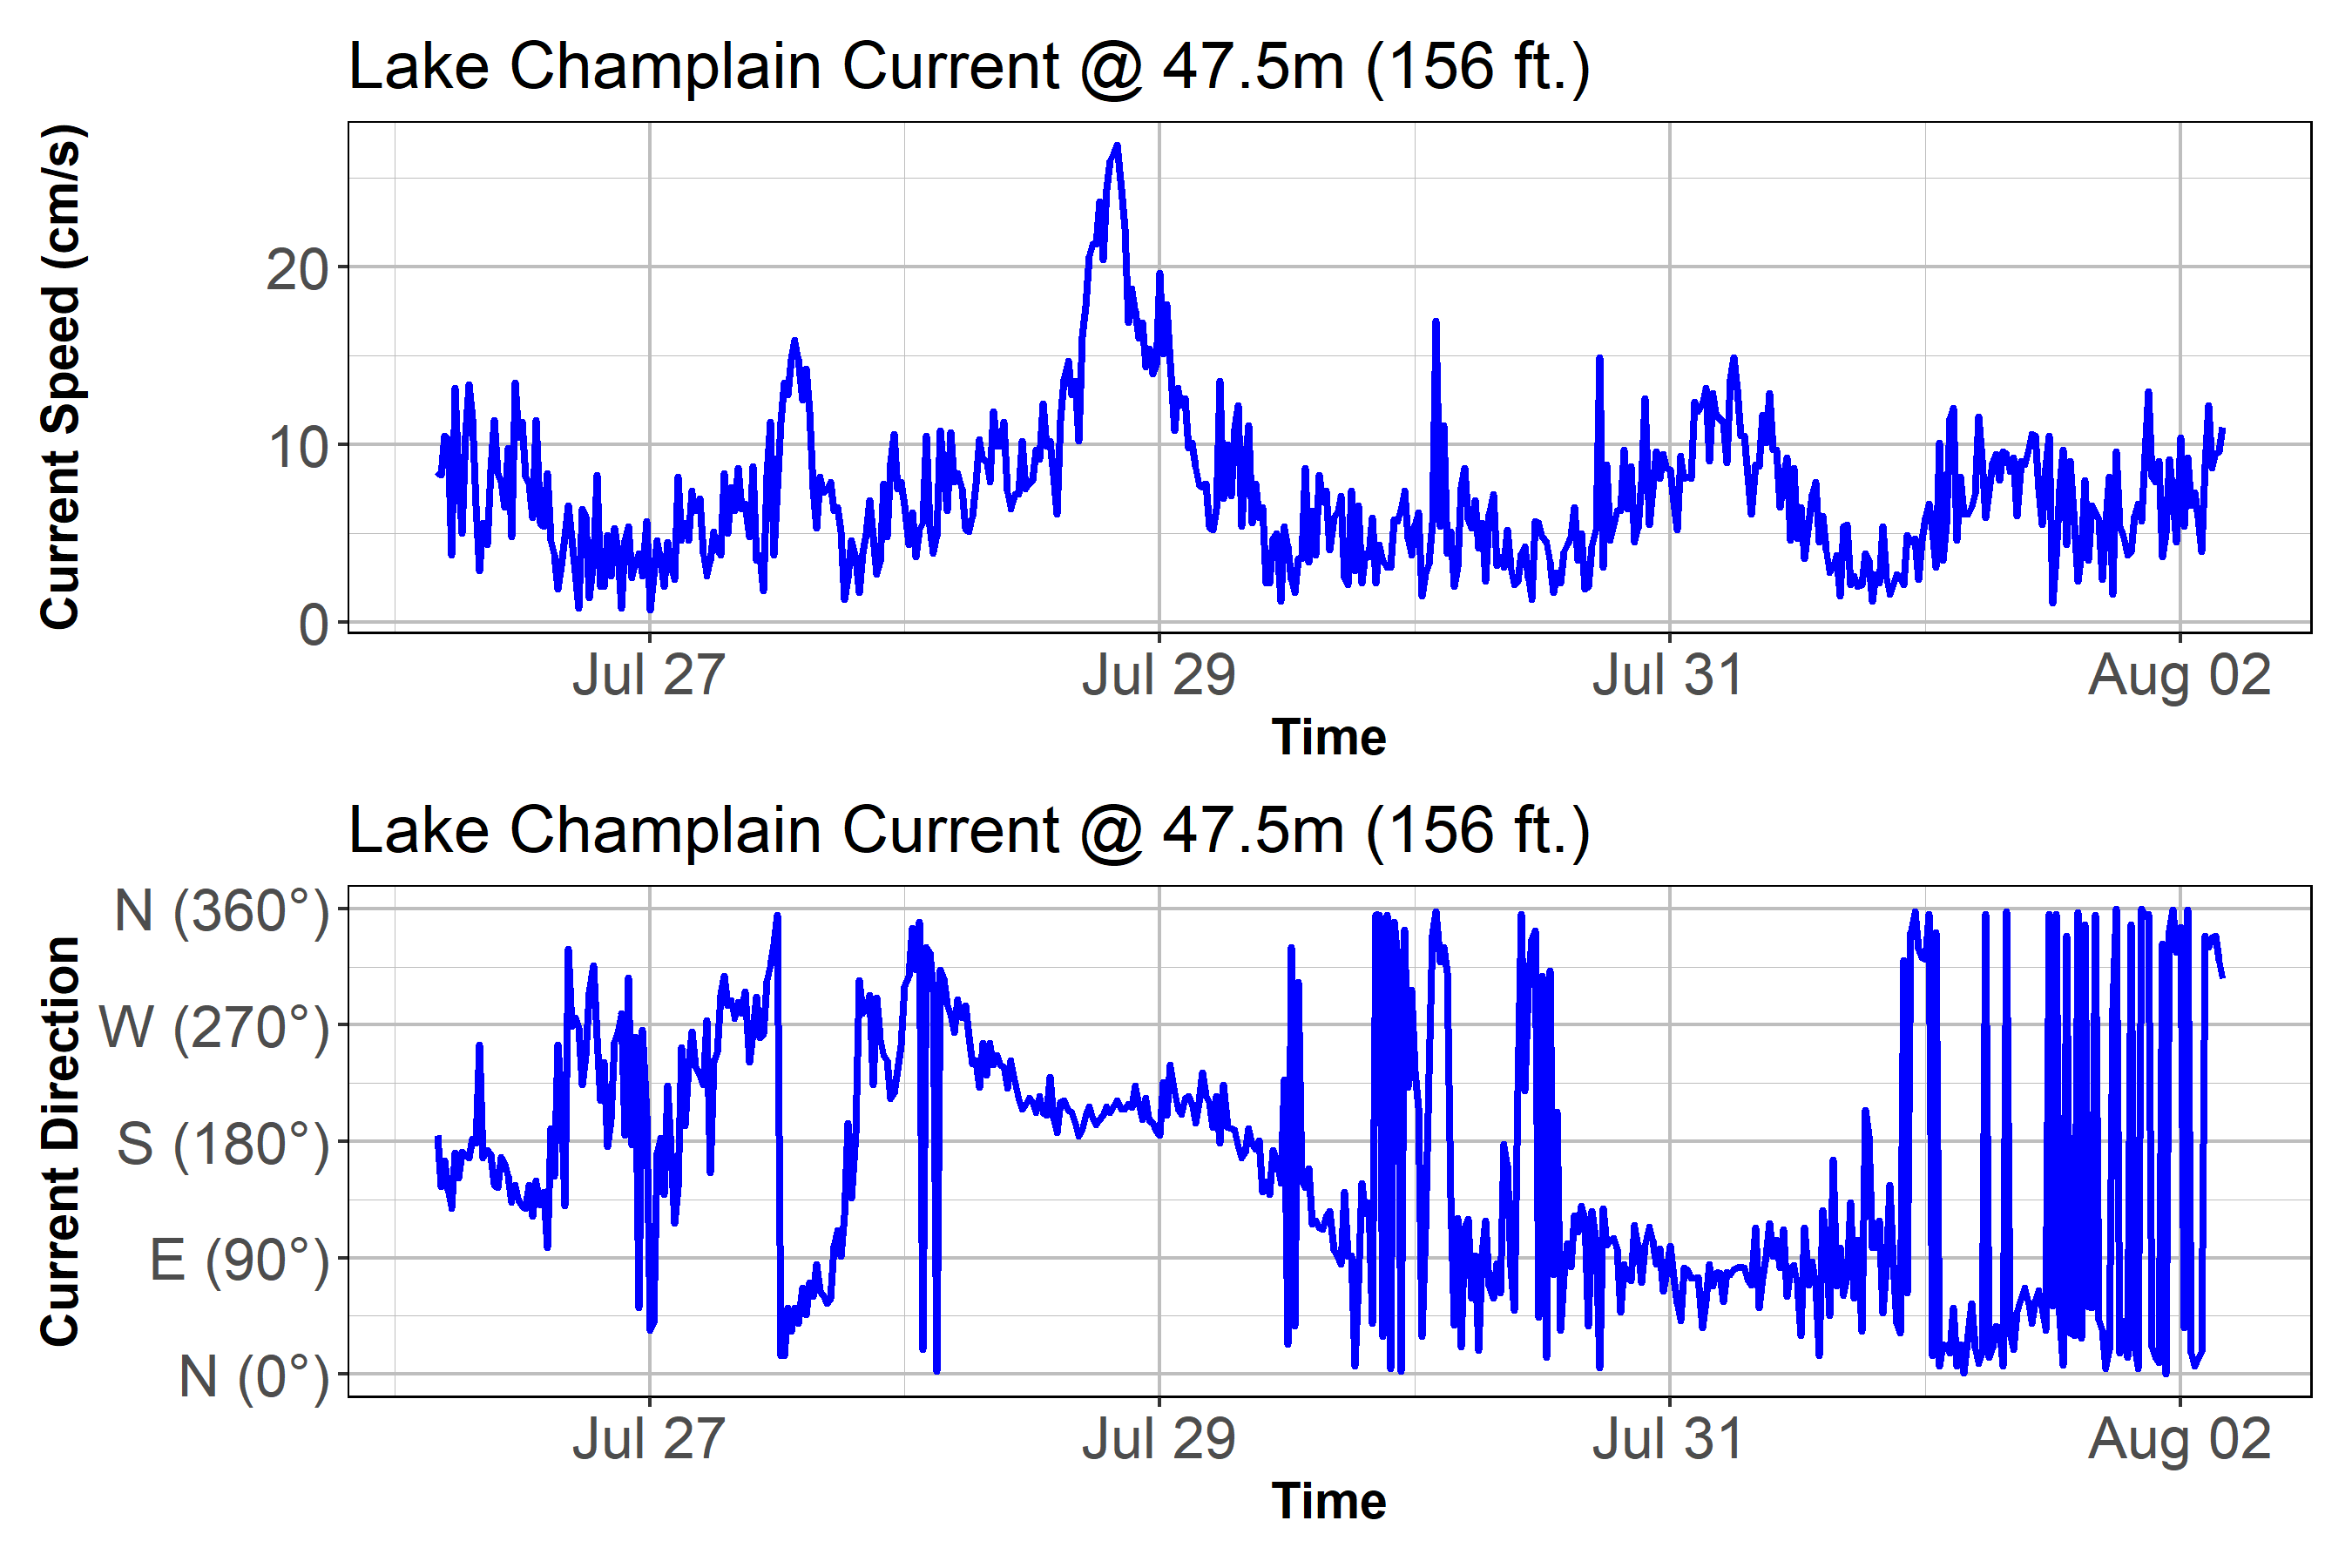 Lake Champlain Current @ 47.5m (156 ft.)
Current Speed (cm/s)
20
10
0
Jul 27
Jul 29
Jul 31
Aug 02
Time
Lake Champlain Current @ 47.5m (156 ft.)
Current Direction
N (360°)
W (270°)
S (180°)
E (90°)
N (0°)
Jul 27
Jul 29
Jul 31
Aug 02
Time